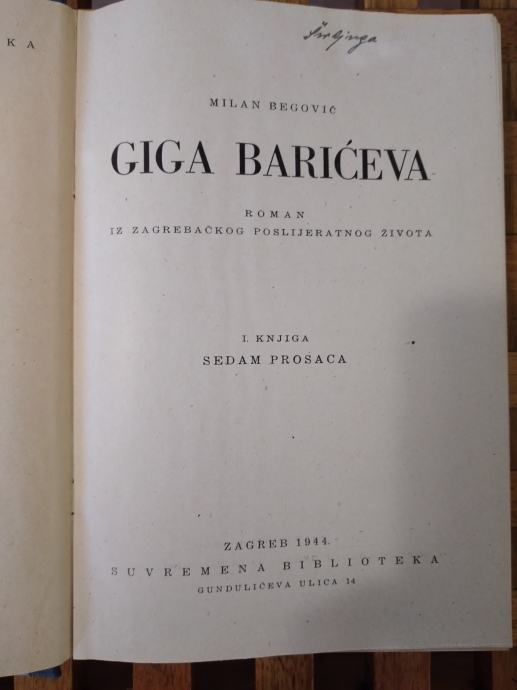 K A
MILAN BEGOVIĆ
GIGA BARIĆEVA
ROMAN
IZ ZAGREBAČKOG POSLIJERATNOG ŽIVOTA
I. KNJIGA
SEDAM PROSACA
ZAGREB 1944.
SUVREMENA BIBLIOTEKA
GUNDULIĆEVA ULICA 14